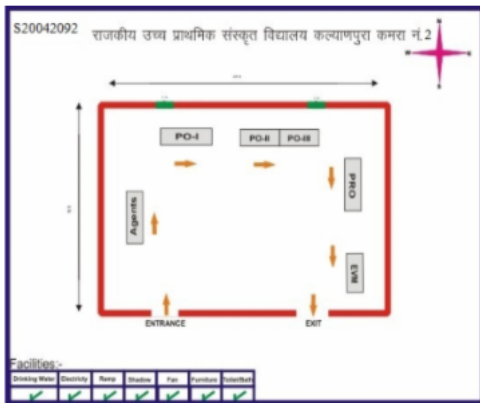 S20042092 राजकीय उच्च प्राथमिक संस्कृत विद्यालय कल्याणपुरा कमरा नं.2
PO-I
PO-II PO-III
PRO
Agents
EVM
ENTRANCE EXIT
Facilities:-
Drinking Water Electricity Ramp Shadow Fan Furniture Toilet/Bath